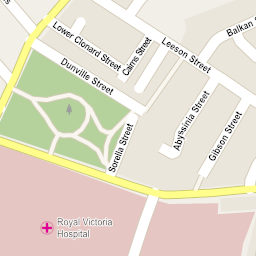 Balkan
Lower Clonard Street
Leeson Street
Cairns Street
Dunville Street
Abyssinia Street
Gibson Street
Sorella Street
Royal Victoria
Hospital